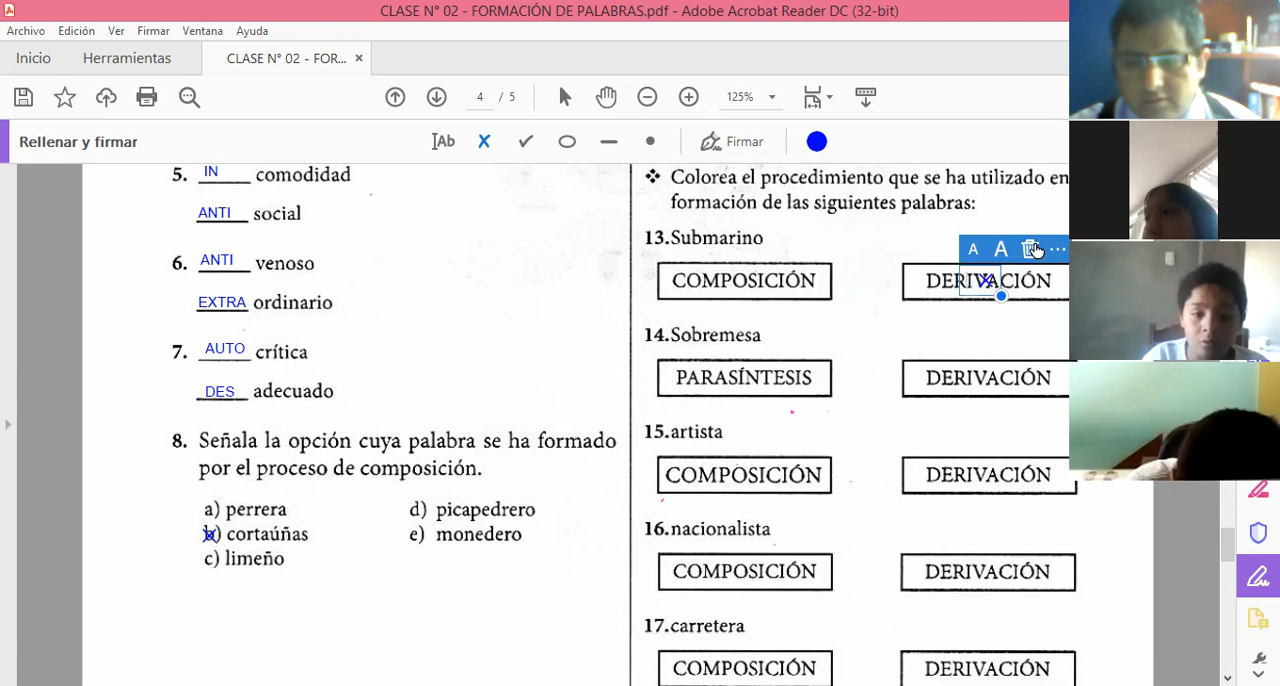 CLASE N° 02 - FORMACIÓN DE PALABRAS.pdf - Adobe Acrobat Reader DC (32-bit)
Archivo Edición Ver Firmar Ventana Ayuda
Inicio Herramientas CLASE N° 02 - FOR... ×
4 / 5 125%
Rellenar y firmar
Ab Firmar
5. IN comodidad
ANTI social
6. ANTI venoso
EXTRA ordinario
7. AUTO crítica
DES adecuado
8. Señala la opción cuya palabra se ha formado
por el proceso de composición.
a) perrera d) picapedrero
b) cortaúñas e) monedero
c) limeño
❖ Colorea el procedimiento que se ha utilizado en
formación de las siguientes palabras:
13.Submarino
A A ...
COMPOSICIÓN DERIVACIÓN
14.Sobremesa
PARASÍNTESIS DERIVACIÓN
15.artista
COMPOSICIÓN DERIVACIÓN
16.nacionalista
COMPOSICIÓN DERIVACIÓN
17.carretera
COMPOSICIÓN DERIVACIÓN